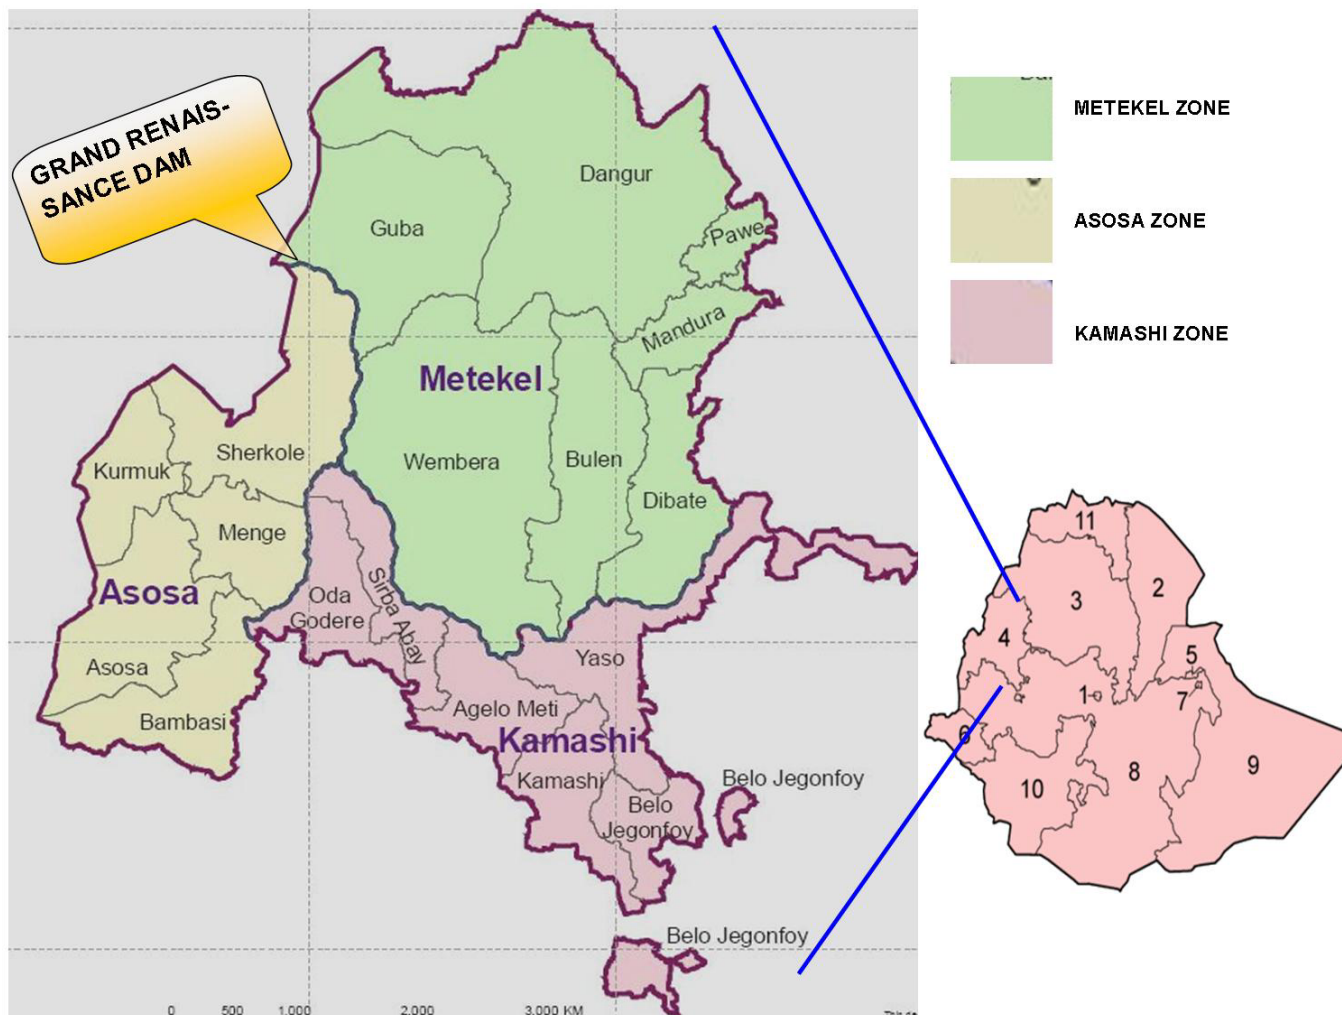 GRAND RENAIS-
SANCE DAM
Dangur
Guba
Pawe
Mandura
Metekel
Sherkole
Kurmuk
Wembera
Bulen
Dibate
Menge
Asosa
Oda
Godere
Sirba Abay
Yaso
Asosa
Bambasi
Agelo Meti
Kamashi
Kamashi
Belo
Jegonfoy
Belo Jegonfoy
Belo Jegonfoy
0 500 1,000 2,000 3,000 KM
METEKEL ZONE
ASOSA ZONE
KAMASHI ZONE
11
2
3
4
5
1
7
6
8
9
10